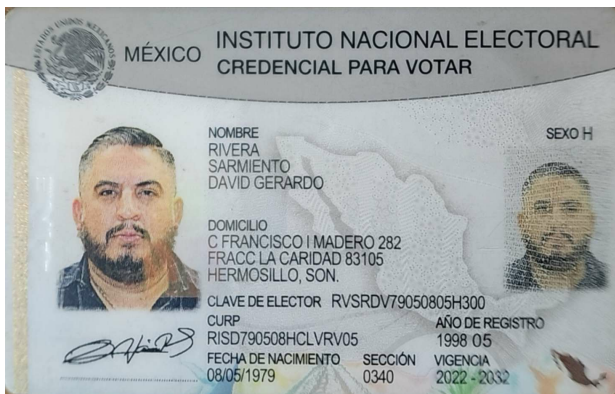 ESTADOS UNIDOS MEXICANOS
MÉXICO INSTITUTO NACIONAL ELECTORAL
CREDENCIAL PARA VOTAR
NOMBRE SEXO H
RIVERA
SARMIENTO
DAVID GERARDO
DOMICILIO
C FRANCISCO I MADERO 282
FRACC LA CARIDAD 83105
HERMOSILLO, SON.
CLAVE DE ELECTOR RVSRDV79050805H300
CURP AÑO DE REGISTRO
RISD790508HCLVRV05 1998 05
FECHA DE NACIMIENTO SECCIÓN VIGENCIA
08/05/1979 0340 2022 - 2032